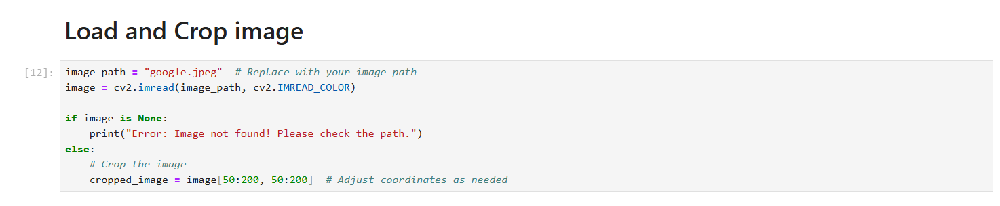 Load and Crop image
[12]:
image_path = "google.jpeg"  # Replace with your image path
image = cv2.imread(image_path, cv2.IMREAD_COLOR)

if image is None:
    print("Error: Image not found! Please check the path.")
else:
    # Crop the image
    cropped_image = image[50:200, 50:200]  # Adjust coordinates as needed